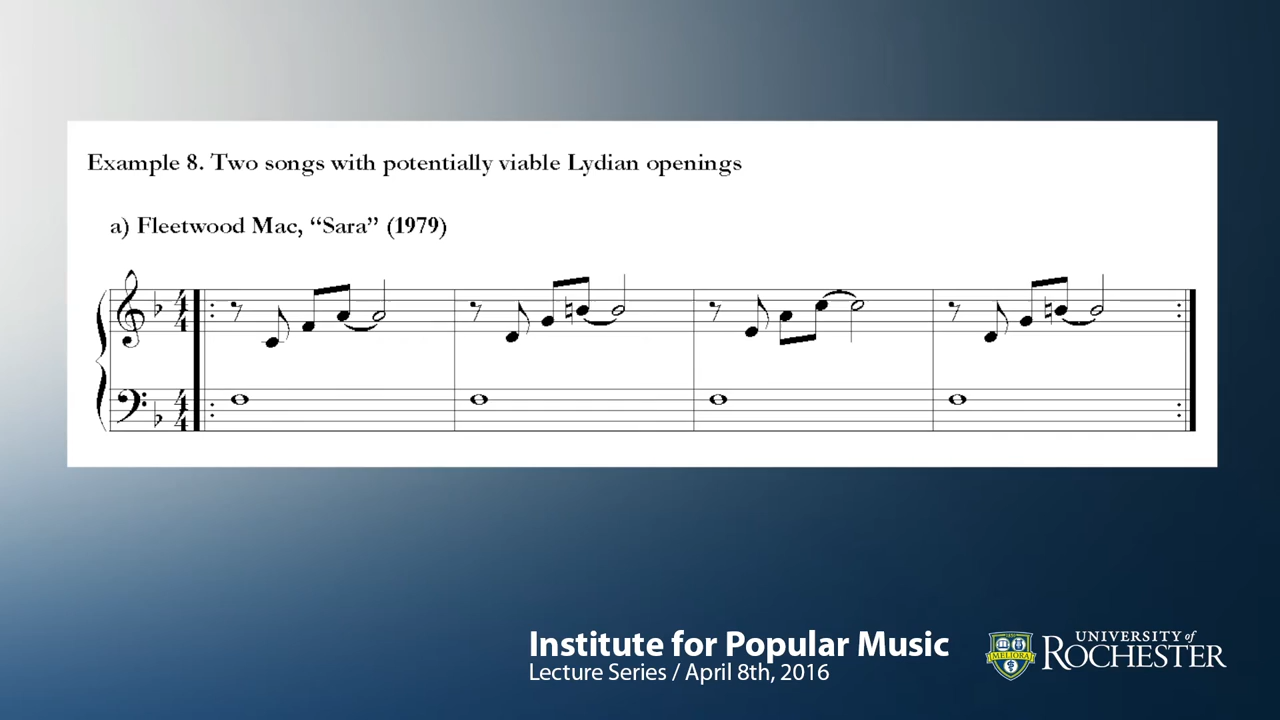 Example 8. Two songs with potentially viable Lydian openings
a) Fleetwood Mac, “Sara” (1979)
Institute for Popular Music
Lecture Series / April 8th, 2016
MELIORA
UNIVERSITY of
ROCHESTER